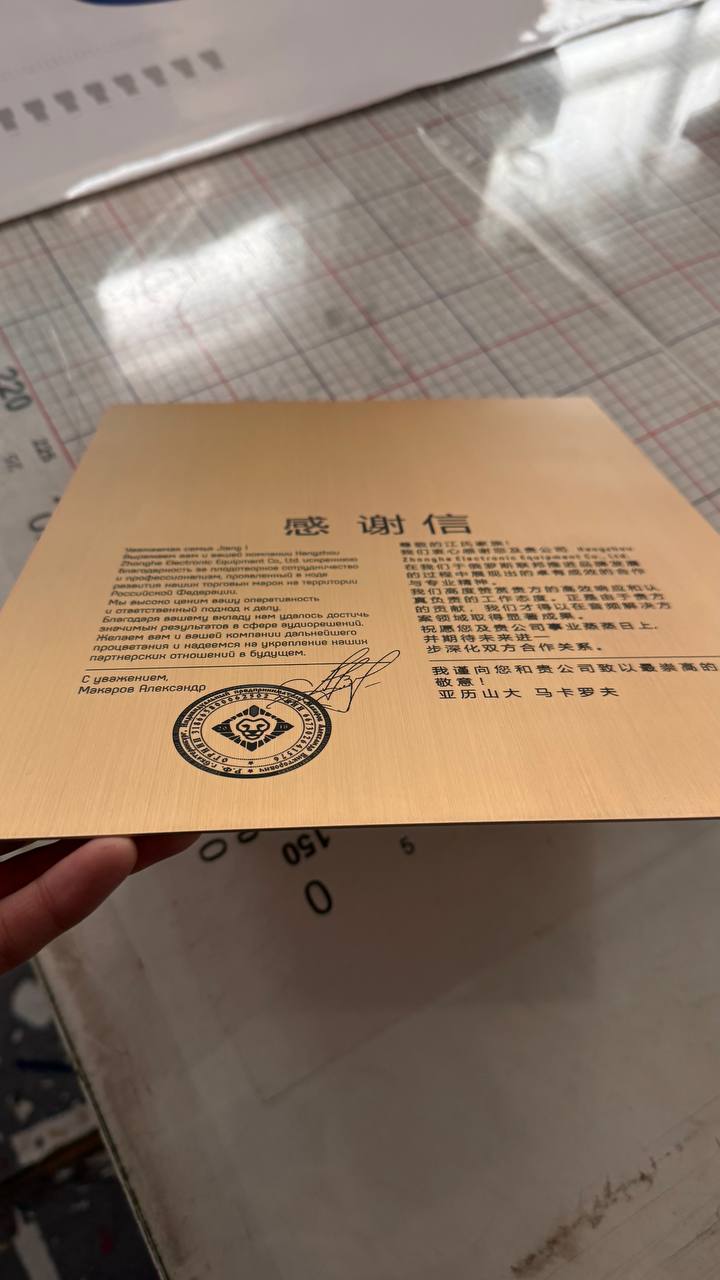 感谢信
Уважаемая семья Jiang !
Выражаем вам и вашей компании Hangzhou
Zhonghe Electronic Equipment Co., Ltd. искреннюю
благодарность за плодотворное сотрудничество
и профессионализм, проявленный в ходе
развития наших торговых марок на территории
Российской Федерации.
Мы высоко ценим вашу оперативность
и ответственный подход к делу.
Благодаря вашему вкладу нам удалось достичь
значимых результатов в сфере аудиорешений.
Желаем вам и вашей компании дальнейшего
процветания и надеемся на укрепление наших
партнерских отношений в будущем.
С уважением,
Макаров Александр
尊敬的江氏家族!
我们衷心感谢您及贵公司 Hangzhou
Zhonghe Electronic Equipment Co., Ltd.
在我们于俄罗斯联邦推进品牌发展
的过程中展现出的卓有成效的合作
与专业精神。
我们高度赞赏贵方的高效响应和认
真负责的工作态度。正是由于贵方
的贡献，我们才得以在音频解决方
案领域取得显著成果。
祝愿您及贵公司事业蒸蒸日上，
并期待未来进一
步深化双方合作关系。
我谨向您和贵公司致以最崇高的
敬意！
亚历山大 马卡罗夫
Индивидуальный предприниматель Макаров Александр Викторович
Р.Ф. г. Екатеринбург
20 18
220
150
5
0